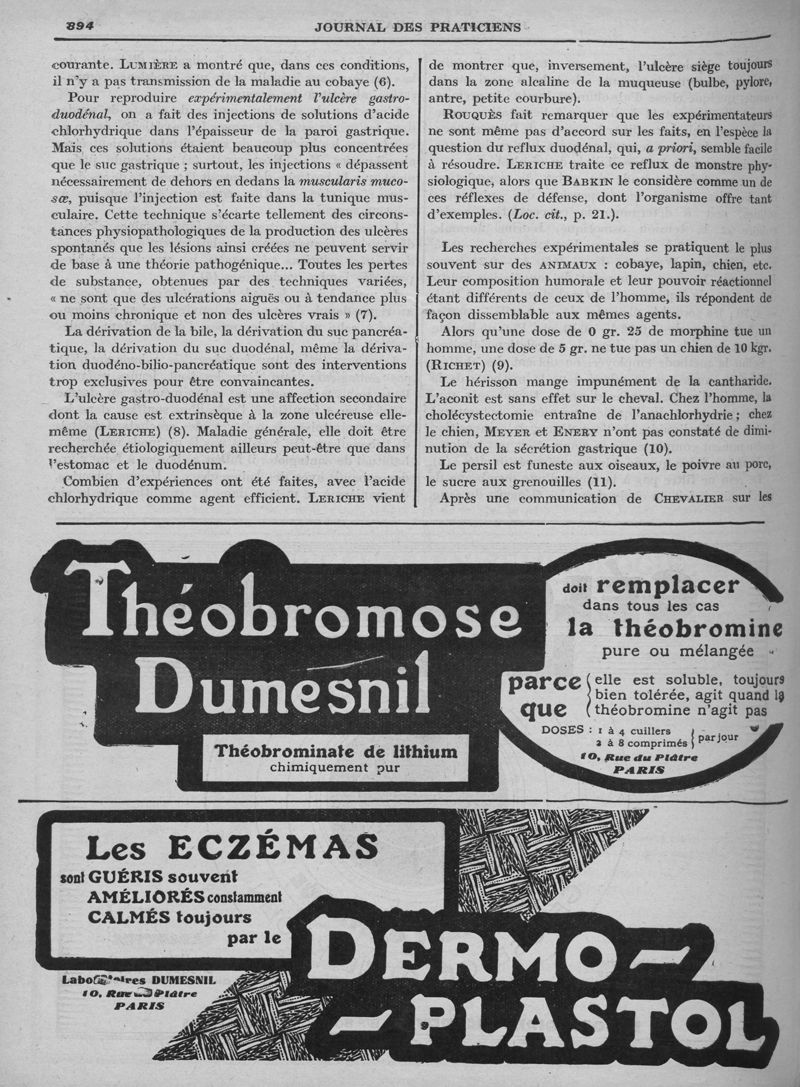 894
JOURNAL DES PRATICIENS
courante. LUMIÈRE a montré que, dans ces conditions,
il n'y a pas transmission de la maladie au cobaye (6).
Pour reproduire expérimentalement l'ulcère gastro-
duodénal, on a fait des injections de solutions d'acide
chlorhydrique dans l'épaisseur de la paroi gastrique.
Mais ces solutions étaient beaucoup plus concentrées
que le suc gastrique ; surtout, les injections « dépassent
nécessairement de dehors en dedans la muscularis muco-
sœ, puisque l'injection est faite dans la tunique mus-
culaire. Cette technique s'écarte tellement des circons-
tances physiopathologiques de la production des ulcères
spontanés que les lésions ainsi créées ne peuvent servir
de base à une théorie pathogénique... Toutes les pertes
de substance, obtenues par des techniques variées,
« ne sont que des ulcérations aiguës ou à tendance plus
ou moins chronique et non des ulcères vrais » (7).
La dérivation de la bile, la dérivation du suc pancréa-
tique, la dérivation du suc duodénal, même la dériva-
tion duodéno-bilio-pancréatique sont des interventions
trop exclusives pour être convaincantes.
L'ulcère gastro-duodénal est une affection secondaire
dont la cause est extrinsèque à la zone ulcéreuse elle-
même (LERICHE) (8). Maladie générale, elle doit être
recherchée étiologiquement ailleurs peut-être que dans
l'estomac et le duodénum.
Combien d'expériences ont été faites, avec l'acide
chlorhydrique comme agent efficient. LERICHE vient
de montrer que, inversement, l'ulcère siège toujours
dans la zone alcaline de la muqueuse (bulbe, pylore,
antre, petite courbure).
ROUQUÈS fait remarquer que les expérimentateurs
ne sont même pas d'accord sur les faits, en l'espèce la
question du reflux duodénal, qui, a priori, semble facile
à résoudre. LERICHE traite ce reflux de monstre phy-
siologique, alors que BABKIN le considère comme un de
ces réflexes de défense, dont l'organisme offre tant
d'exemples. (Loc. cit., p. 21.).
Les recherches expérimentales se pratiquent le plus
souvent sur des ANIMAUX : cobaye, lapin, chien, etc.
Leur composition humorale et leur pouvoir réactionnel
étant différents de ceux de l'homme, ils répondent de
façon dissemblable aux mêmes agents.
Alors qu'une dose de 0 gr. 25 de morphine tue un
homme, une dose de 5 gr. ne tue pas un chien de 10 kgr.
(RICHET) (9).
Le hérisson mange impunément de la cantharide.
L'aconit est sans effet sur le cheval. Chez l'homme, la
cholécystectomie entraîne de l'anachlorhydrie ; chez
le chien, MEYER et ENERY n'ont pas constaté de dimi-
nution de la sécrétion gastrique (10).
Le persil est funeste aux oiseaux, le poivre au porc,
le sucre aux grenouilles (11).
Après une communication de CHEVALIER sur les
Théobromose
Dumesnil
Théobrominate de lithium
chimiquement pur
doit remplacer
dans tous les cas
la théobromine
pure ou mélangée
parce que
elle est soluble, toujours
bien tolérée, agit quand la
théobromine n'agit pas
DOSES : 1 à 4 cuillers
2 à 8 comprimés
par jour
10, Rue du Plâtre
PARIS
Les ECZÉMAS
sont GUÉRIS souvent
AMÉLIORÉS constamment
CALMÉS toujours
par le
DERMO-
-PLASTOL
Laboratoires DUMESNIL
10, Rue du Plâtre
PARIS